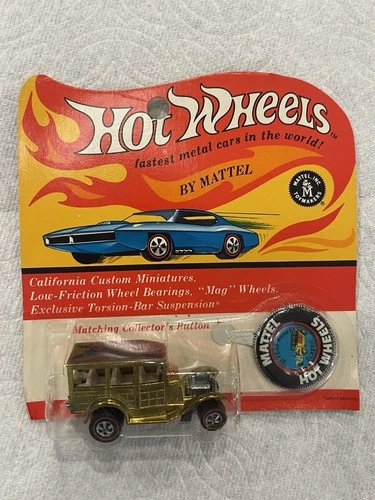 Hot Wheels™
fastest metal cars in the world!
BY MATTEL
MATTEL, INC.
M
TOYMAKERS
®
California Custom Miniatures.
Low-Friction Wheel Bearings. "Mag" Wheels.
Exclusive Torsion-Bar Suspension*
Matching Collector's Button
MATTEL
HOT WHEELS